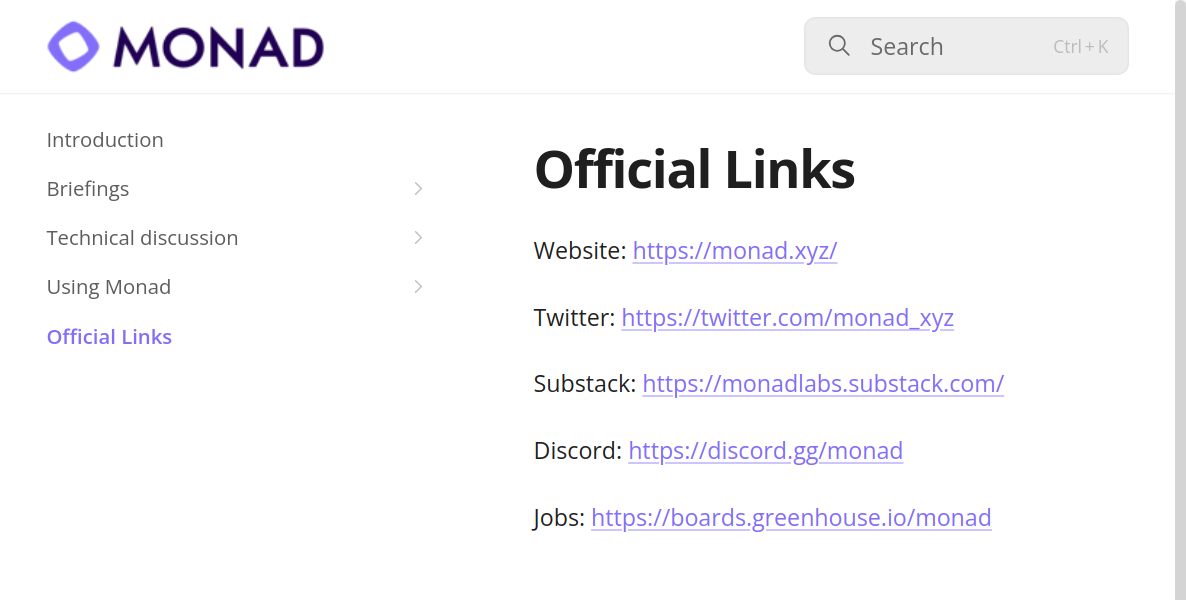 MONAD
Search Ctrl + K
Introduction
Briefings
Technical discussion
Using Monad
Official Links
Official Links
Website: https://monad.xyz/
Twitter: https://twitter.com/monad_xyz
Substack: https://monadlabs.substack.com/
Discord: https://discord.gg/monad
Jobs: https://boards.greenhouse.io/monad